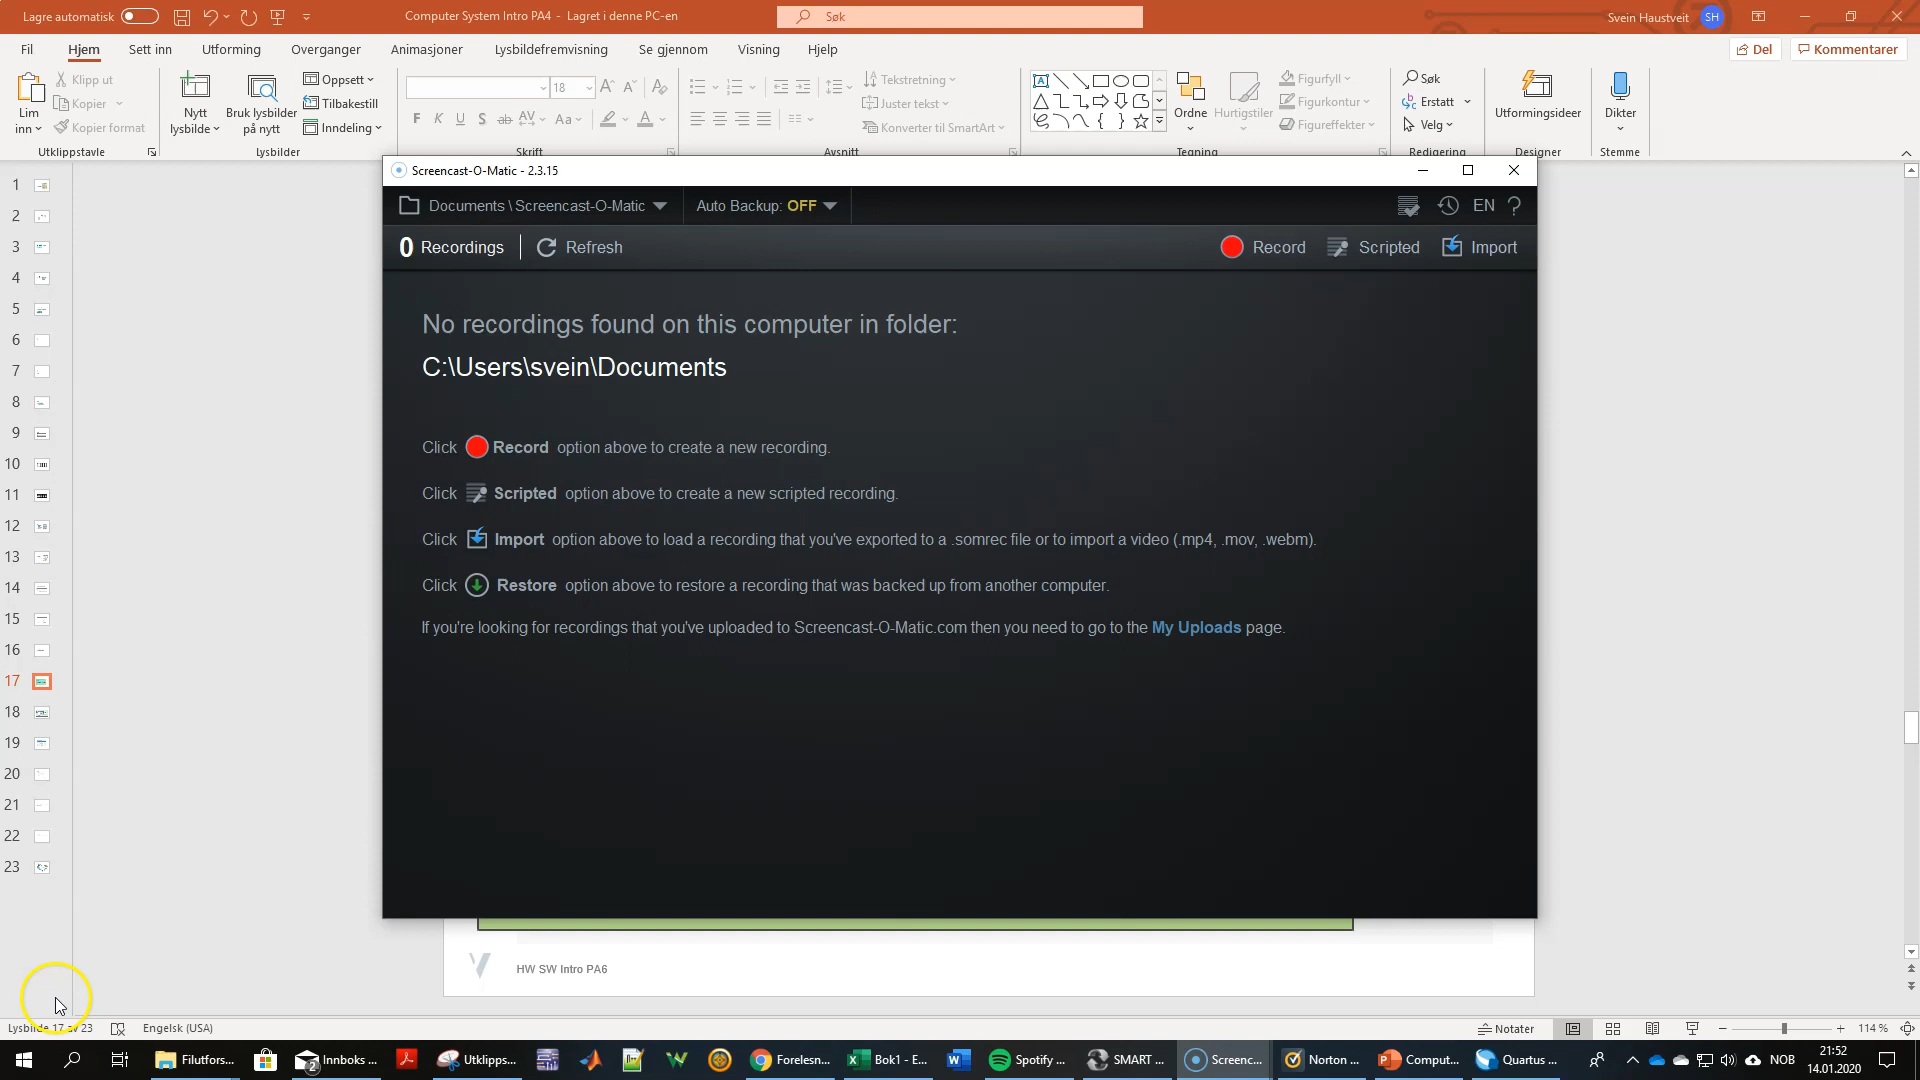 Lagre automatisk
Computer System Intro PA4 - Lagret i denne PC-en
Søk
Svein Haustveit
SH
Fil
Hjem
Sett inn
Utforming
Overganger
Animasjoner
Lysbildefremvisning
Se gjennom
Visning
Hjelp
Del
Kommentarer
Lim inn
Klipp ut
Kopier
Kopier format
Utklippstavle
Nytt lysbilde
Bruk lysbilder på nytt
Oppsett
Tilbakestill
Inndeling
Lysbilder
18
F K U S ab AV Aa A
Skrift
Tekstretning
Juster tekst
Konverter til SmartArt
Avsnitt
Ordne
Hurtigstiler
Figurfyll
Figurkontur
Figureffekter
Tegning
Søk
Erstatt
Velg
Redigering
Utformingsideer
Designer
Dikter
Stemme
1
2
3
4
5
6
7
8
9
10
11
12
13
14
15
16
17
18
19
20
21
22
23
Screencast-O-Matic - 2.3.15
Documents \ Screencast-O-Matic
Auto Backup: OFF
EN
0 Recordings
Refresh
Record
Scripted
Import
No recordings found on this computer in folder:
C:\Users\svein\Documents
Click Record option above to create a new recording.
Click Scripted option above to create a new scripted recording.
Click Import option above to load a recording that you've exported to a .somrec file or to import a video (.mp4, .mov, .webm).
Click Restore option above to restore a recording that was backed up from another computer.
If you're looking for recordings that you've uploaded to Screencast-O-Matic.com then you need to go to the My Uploads page.
HW SW Intro PA6
Lysbilde 17 av 23
Engelsk (USA)
Notater
114 %
Filutfors...
2
Innboks ...
Utklipps...
Forelesn...
Bok1 - E...
Spotify ...
SMART ...
Screenc...
Norton ...
Comput...
Quartus ...
NOB
21:52
14.01.2020